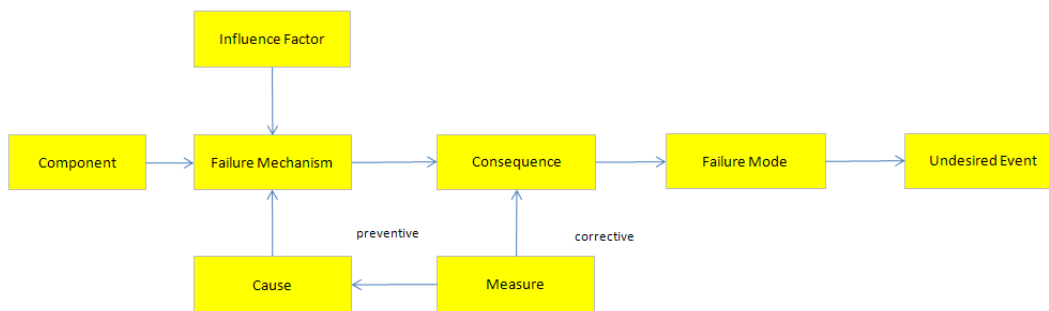 Influence Factor
Component
Failure Mechanism
Consequence
Failure Mode
Undesired Event
preventive
corrective
Cause
Measure